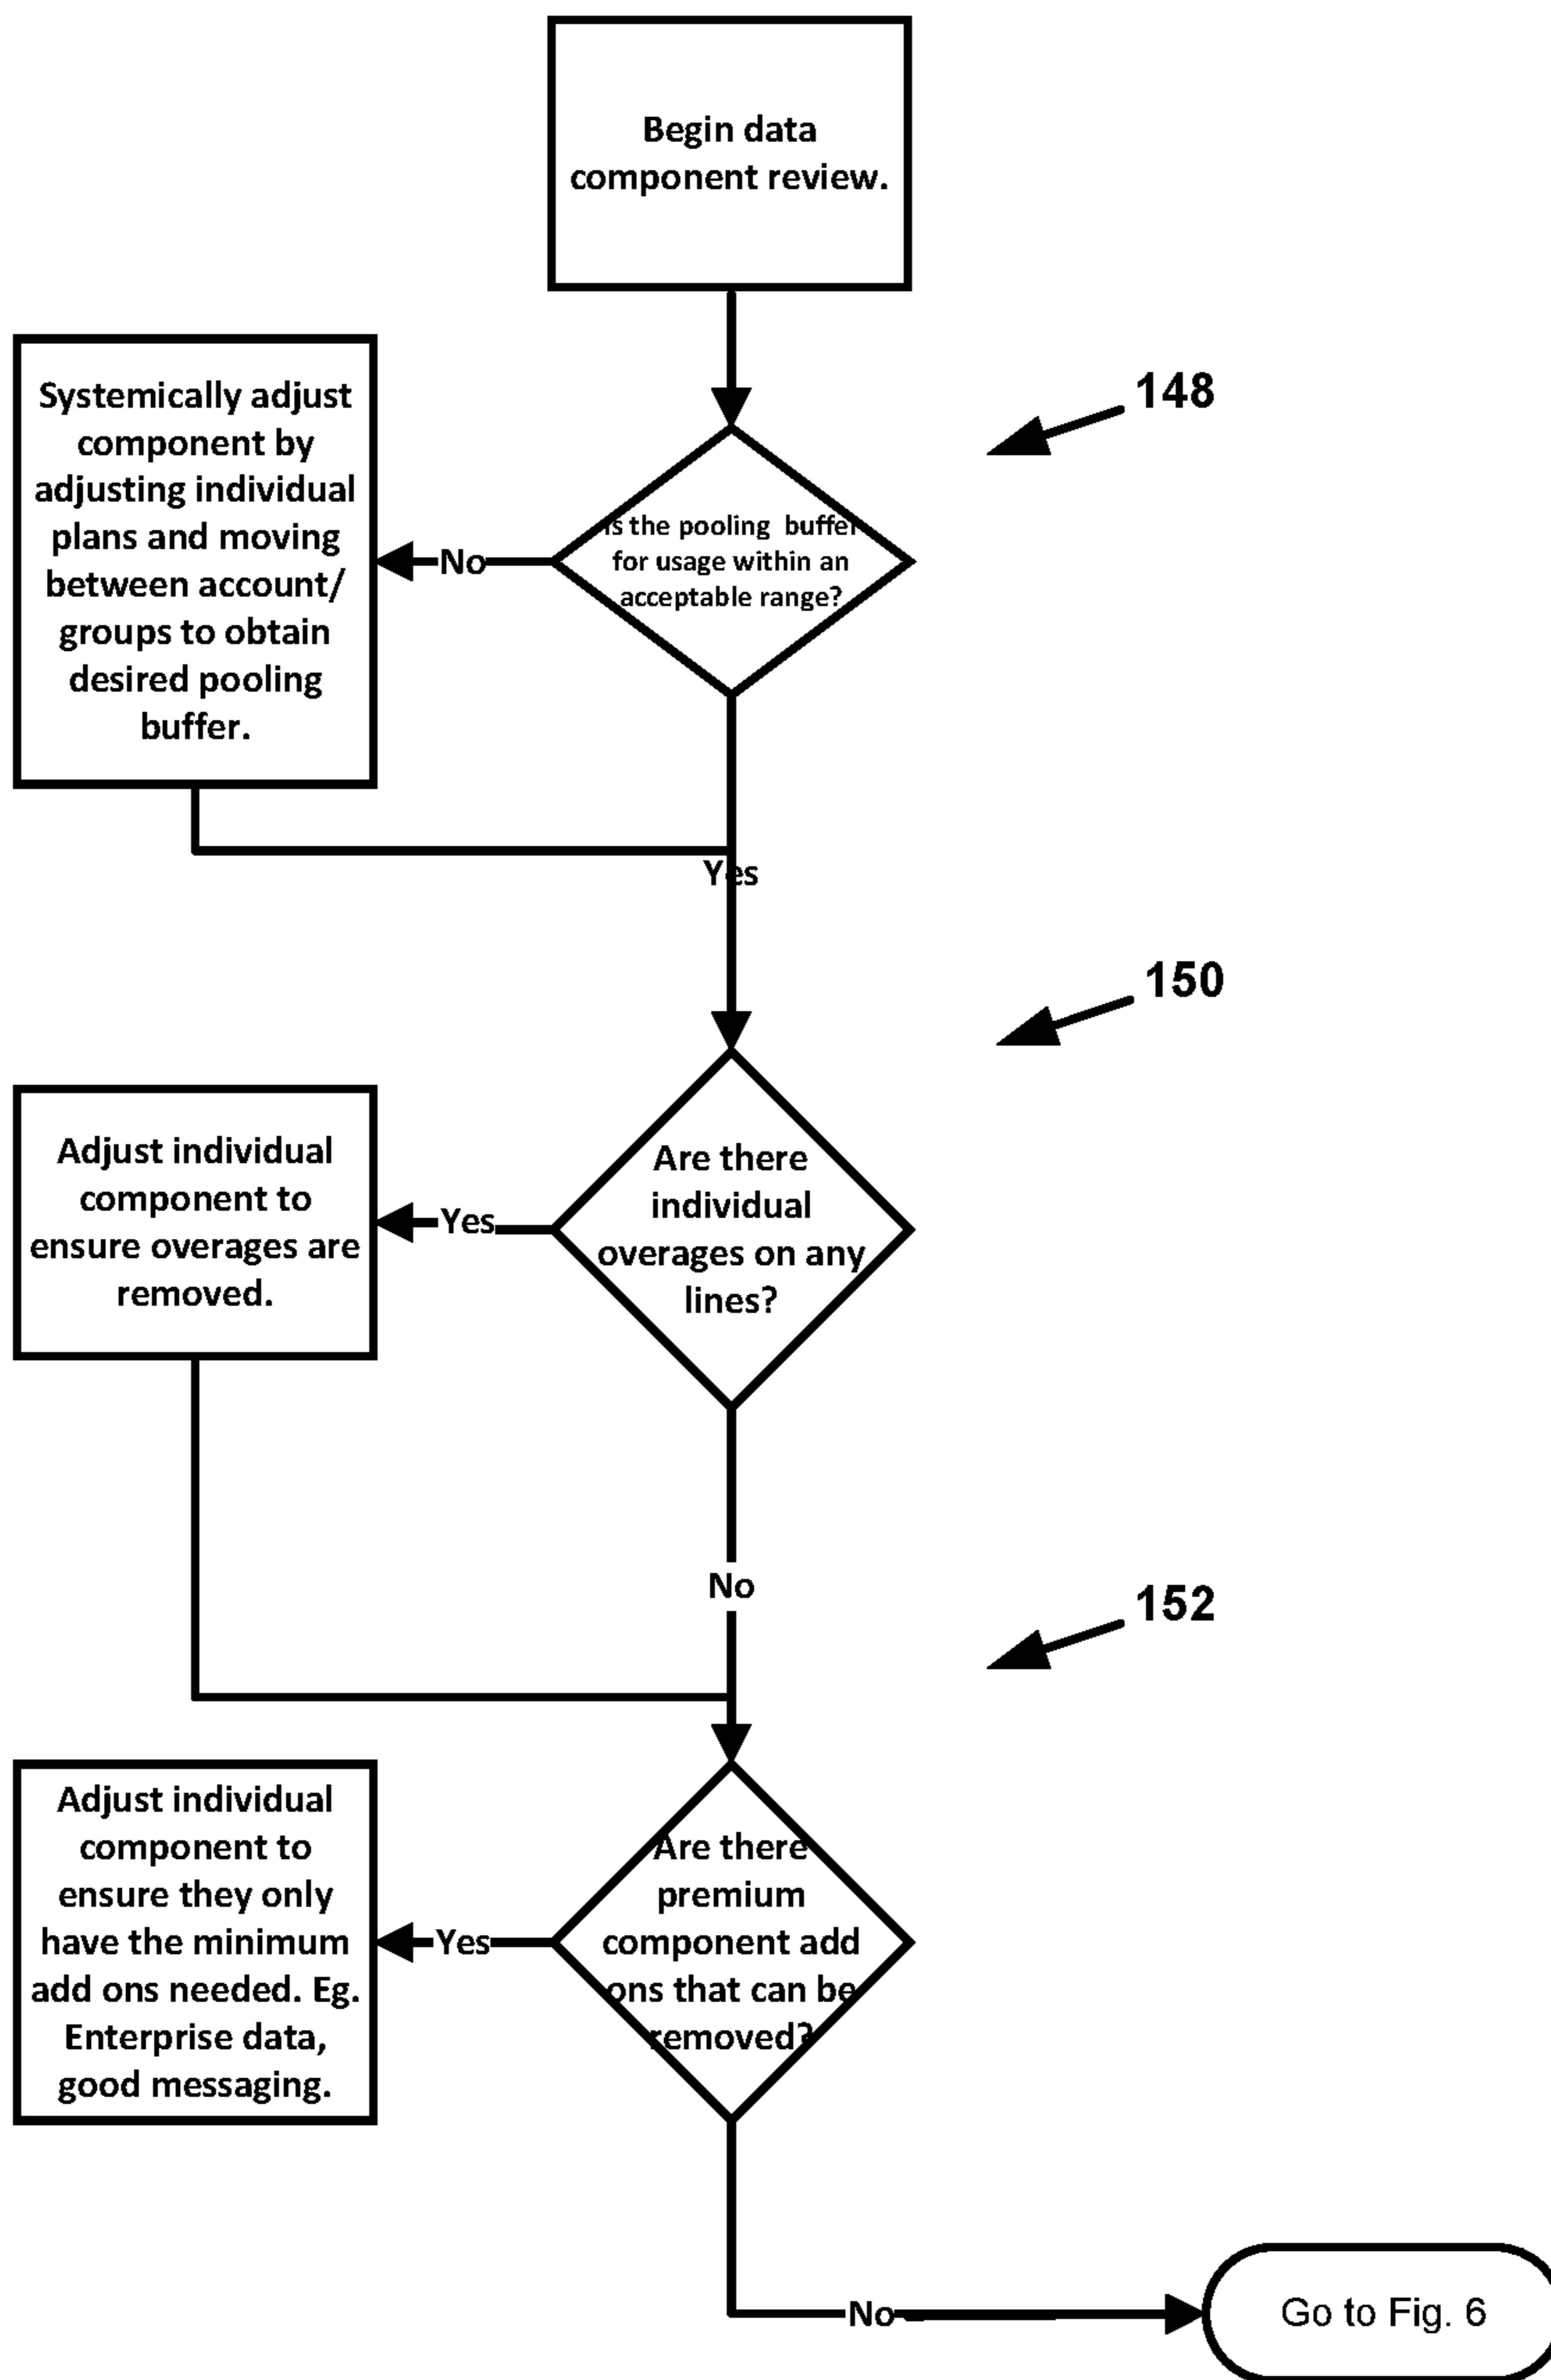 Begin data
component review.
148
Systemically adjust
component by
adjusting individual
plans and moving
between account/
groups to obtain
desired pooling
buffer.
No
Is the pooling buffer
for usage within an
acceptable range?
Yes
150
Adjust individual
component to
ensure overages are
removed.
Yes
Are there
individual
overages on any
lines?
No
152
Adjust individual
component to
ensure they only
have the minimum
add ons needed. Eg.
Enterprise data,
good messaging.
Yes
Are there
premium
component add
ons that can be
removed?
No
Go to Fig. 6